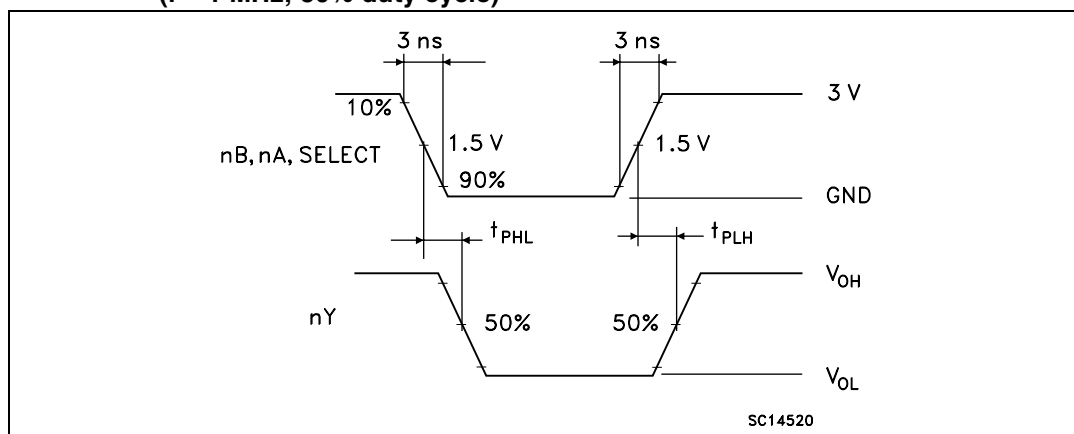 3 ns 3 ns
10% 3 V
nB, nA, SELECT 1.5 V 1.5 V
90%
GND
tPHL tPLH
VOH
nY 50% 50%
VOL
SC14520